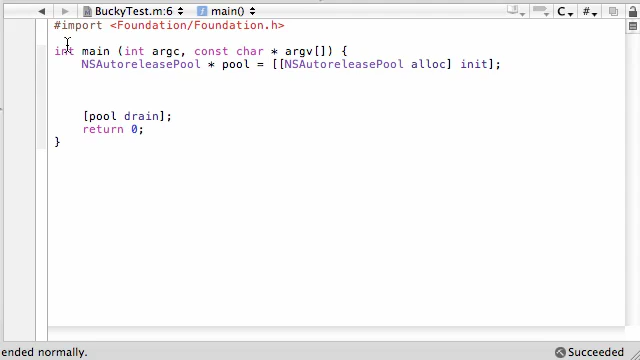 BuckyTest.m:6 main() C #
#import <Foundation/Foundation.h>
int main (int argc, const char * argv[]) {
NSAutoreleasePool * pool = [[NSAutoreleasePool alloc] init];
[pool drain];
return 0;
}
ended normally. Succeeded